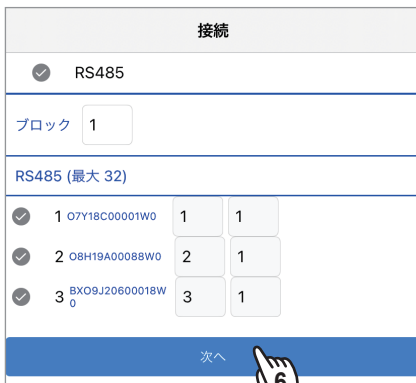 接続
RS485
ブロック 1
RS485 (最大 32)
1 O7Y18C00001W0 1 1
2 O8H19A00088W0 2 1
3 BXO9J20600018W
0 3 1
次へ
6